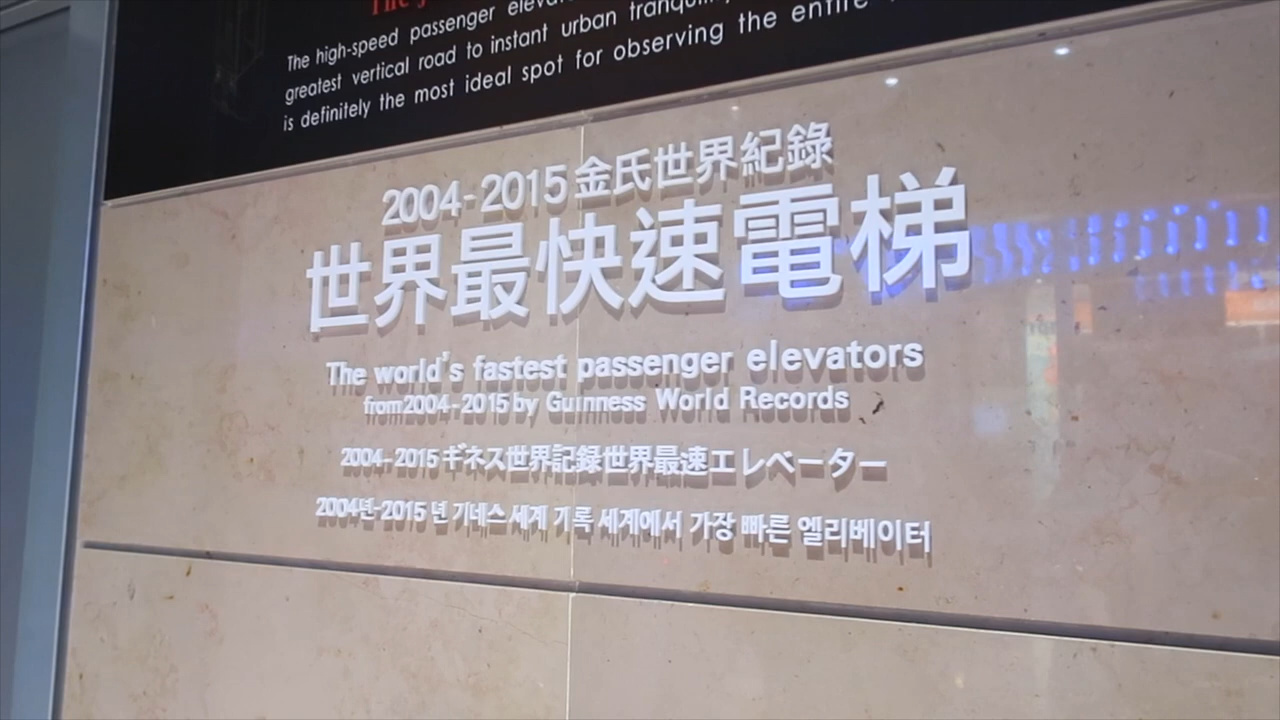 The
The high-speed passenger
greatest vertical road to instant urban
is definitely the most ideal spot for observing the entire
2004-2015金氏世界紀錄
世界最快速電梯
The world's fastest passenger elevators
from2004-2015 by Guinness World Records
2004-2015ギネス世界記録世界最速エレベーター
2004년-2015 년 기네스 세계 기록 세계에서 가장 빠른 엘리베이터